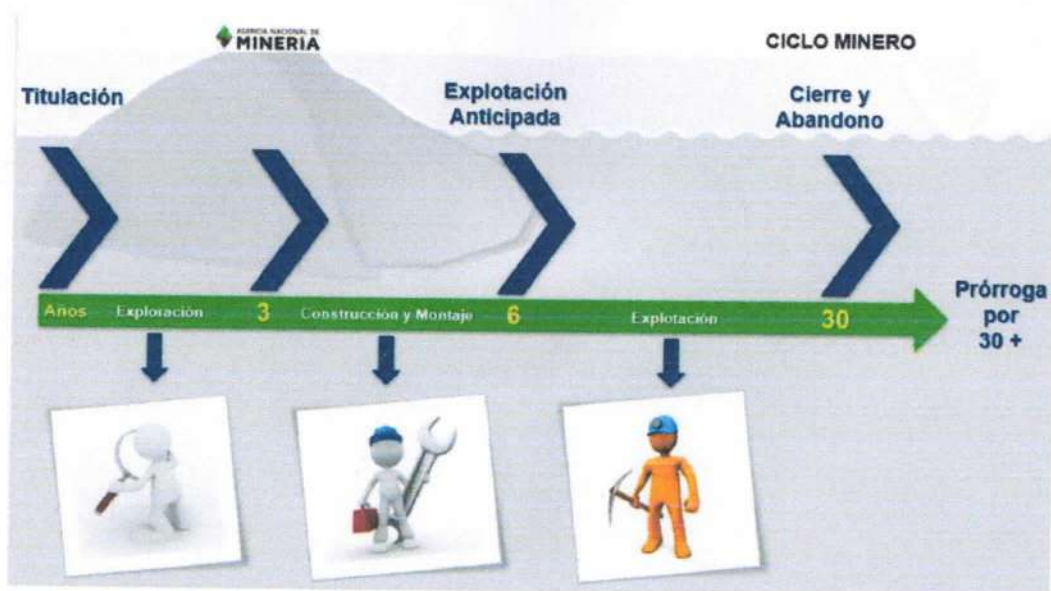 AGENCIA NACIONAL DE
MINERÍA
CICLO MINERO
Titulación
Explotación
Anticipada
Cierre y
Abandono
Años
Exploración
3
Construcción y Montaje
6
Explotación
30
Prórroga
por
30 +